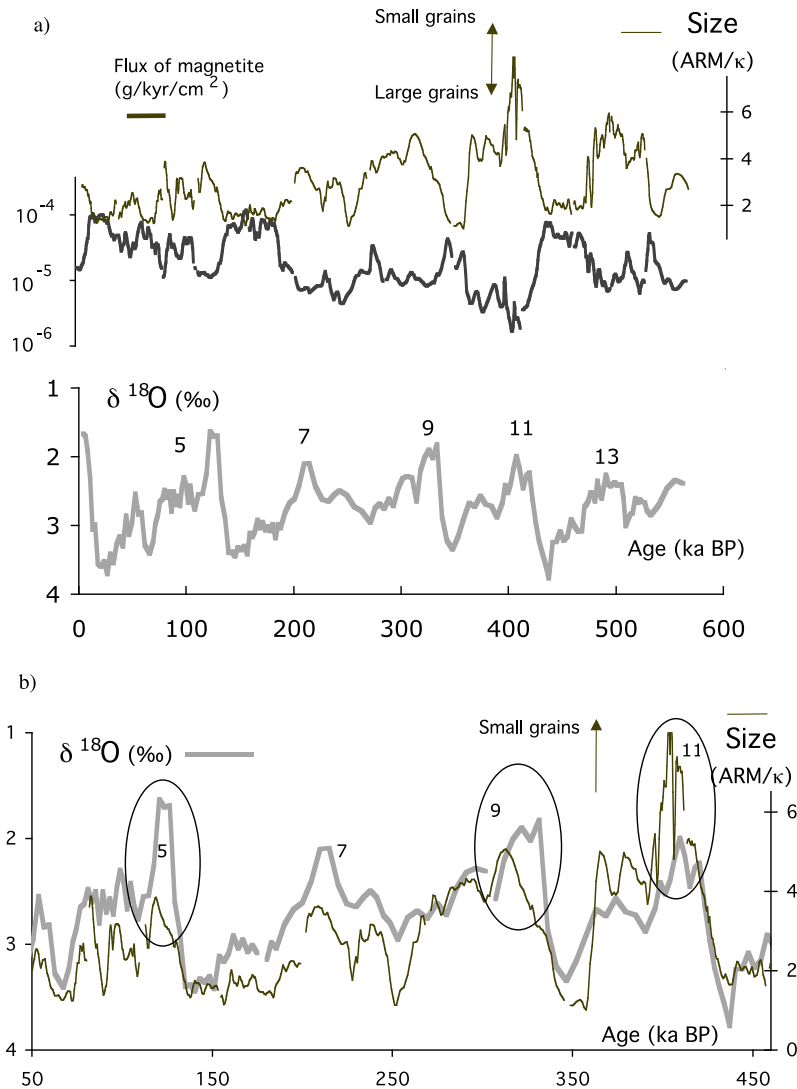 a)
Small grains
Size
(ARM/κ)
Flux of magnetite
(g/kyr/cm²)
Large grains
6
4
2
10⁻⁴
10⁻⁵
10⁻⁶
1
2
3
4
δ ¹⁸O (‰)
5
7
9
11
13
Age (ka BP)
0
100
200
300
400
500
600
b)
1
2
3
4
δ ¹⁸O (‰)
Small grains
Size
(ARM/κ)
5
7
9
11
6
4
2
0
Age (ka BP)
50
150
250
350
450